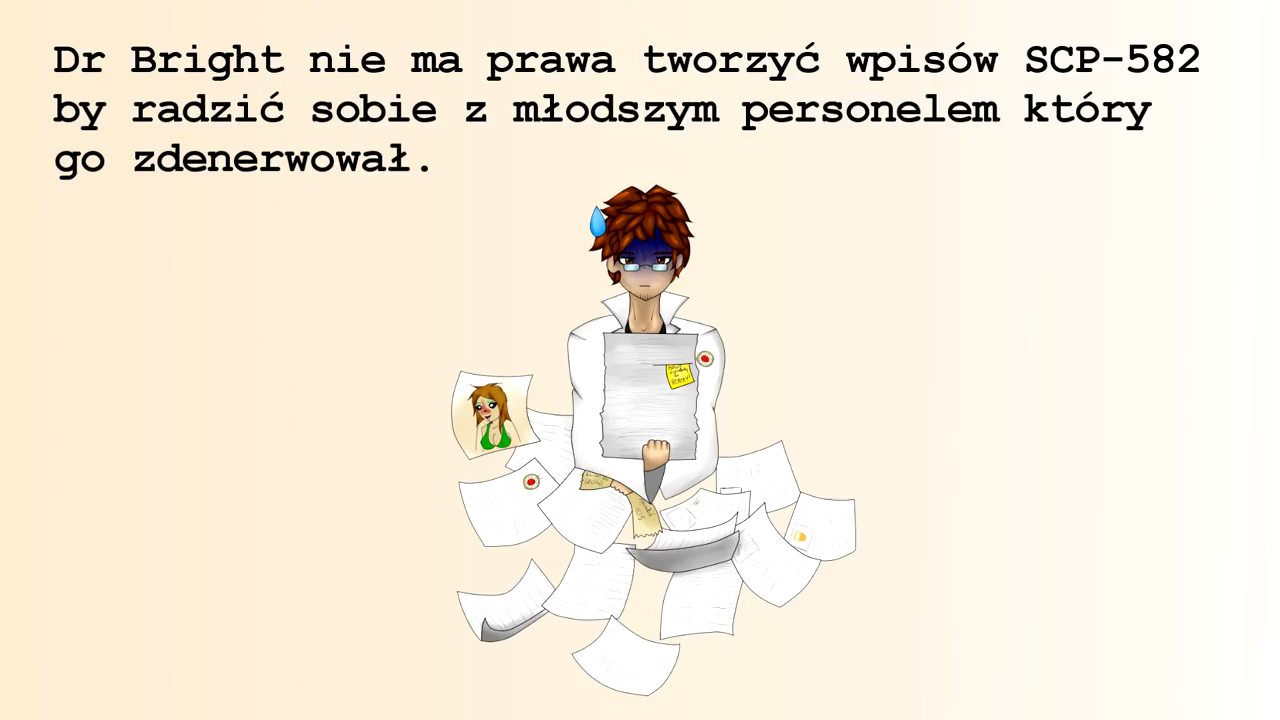 Dr Bright nie ma prawa tworzyć wpisów SCP-582
by radzić sobie z młodszym personelem który
go zdenerwował.